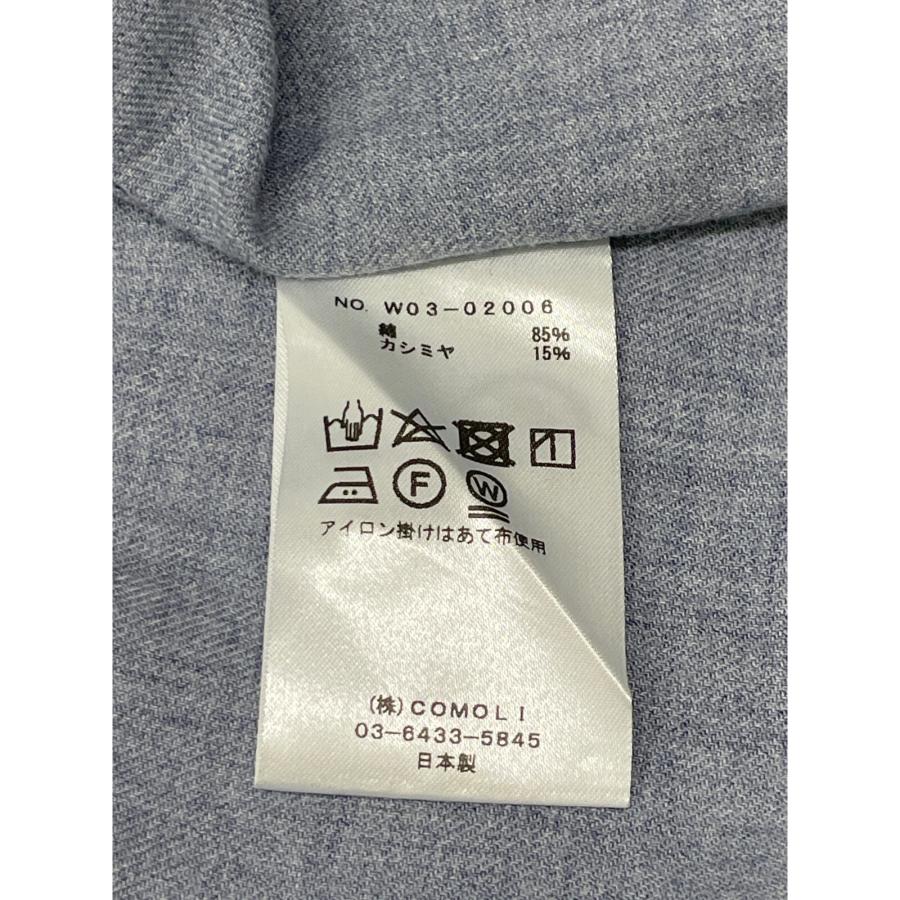 NO. W03-02006
綿 85%
カシミヤ 15%
F
W
アイロン掛けはあて布使用
(株)COMOLI
03-6433-5845
日本製